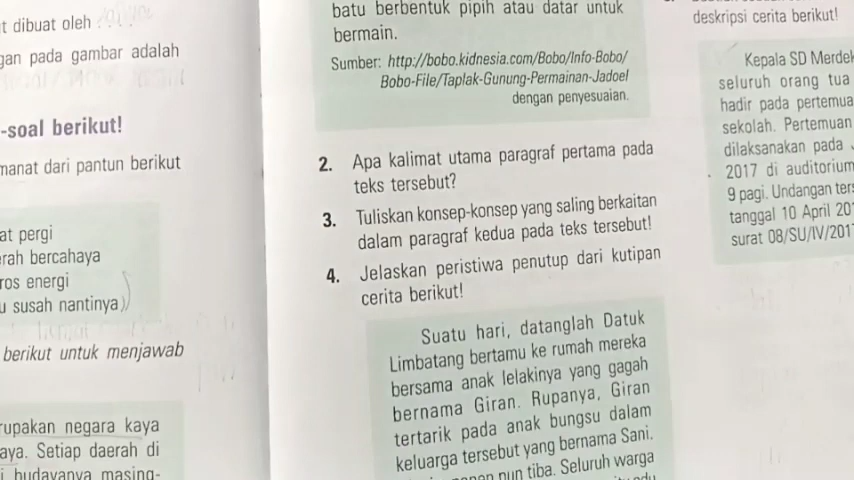 t dibuat oleh
gan pada gambar adalah
-soal berikut!
manat dari pantun berikut
at pergi
rah bercahaya
ros energi
u susah nantinya
berikut untuk menjawab
rupakan negara kaya
aya. Setiap daerah di
i budayanya masing-
batu berbentuk pipih atau datar untuk
bermain.
Sumber: http://bobo.kidnesia.com/Bobo/Info-Bobo/
Bobo-File/Taplak-Gunung-Permainan-Jadoel
dengan penyesuaian.
2. Apa kalimat utama paragraf pertama pada
teks tersebut?
3. Tuliskan konsep-konsep yang saling berkaitan
dalam paragraf kedua pada teks tersebut!
4. Jelaskan peristiwa penutup dari kutipan
cerita berikut!
Suatu hari, datanglah Datuk
Limbatang bertamu ke rumah mereka
bersama anak lelakinya yang gagah
bernama Giran. Rupanya, Giran
tertarik pada anak bungsu dalam
keluarga tersebut yang bernama Sani.
pun tiba. Seluruh warga
deskripsi cerita berikut!
Kepala SD Merdek
seluruh orang tua
hadir pada pertemua
sekolah. Pertemuan
dilaksanakan pada
2017 di auditorium
9 pagi. Undangan ters
tanggal 10 April 20
surat 08/SU/IV/201